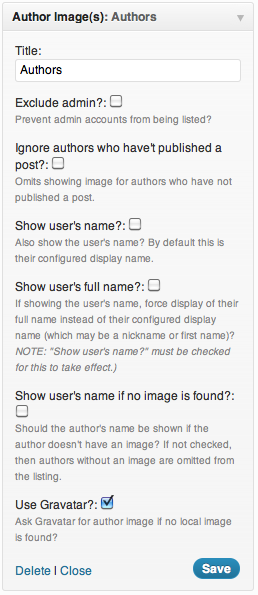 Author Image(s): Authors
Title:
Authors
Exclude admin?:
Prevent admin accounts from being listed?
Ignore authors who hav't published a
post?:
Omits showing image for authors who have not
published a post.
Show user's name?:
Also show the user's name? By default this is
their configured display name.
Show user's full name?:
If showing the user's name, force display of their
full name instead of their configured display
name (which may be a nickname or first name)?
NOTE: "Show user's name?" must be checked
for this to take effect.)
Show user's name if no image is found?:
Should the author's name be shown if the
author doesn't have an image? If not checked,
then authors without an image are omitted from
the listing.
Use Gravatar?:
Ask Gravatar for author image if no local image
is found?
Delete | Close
Save